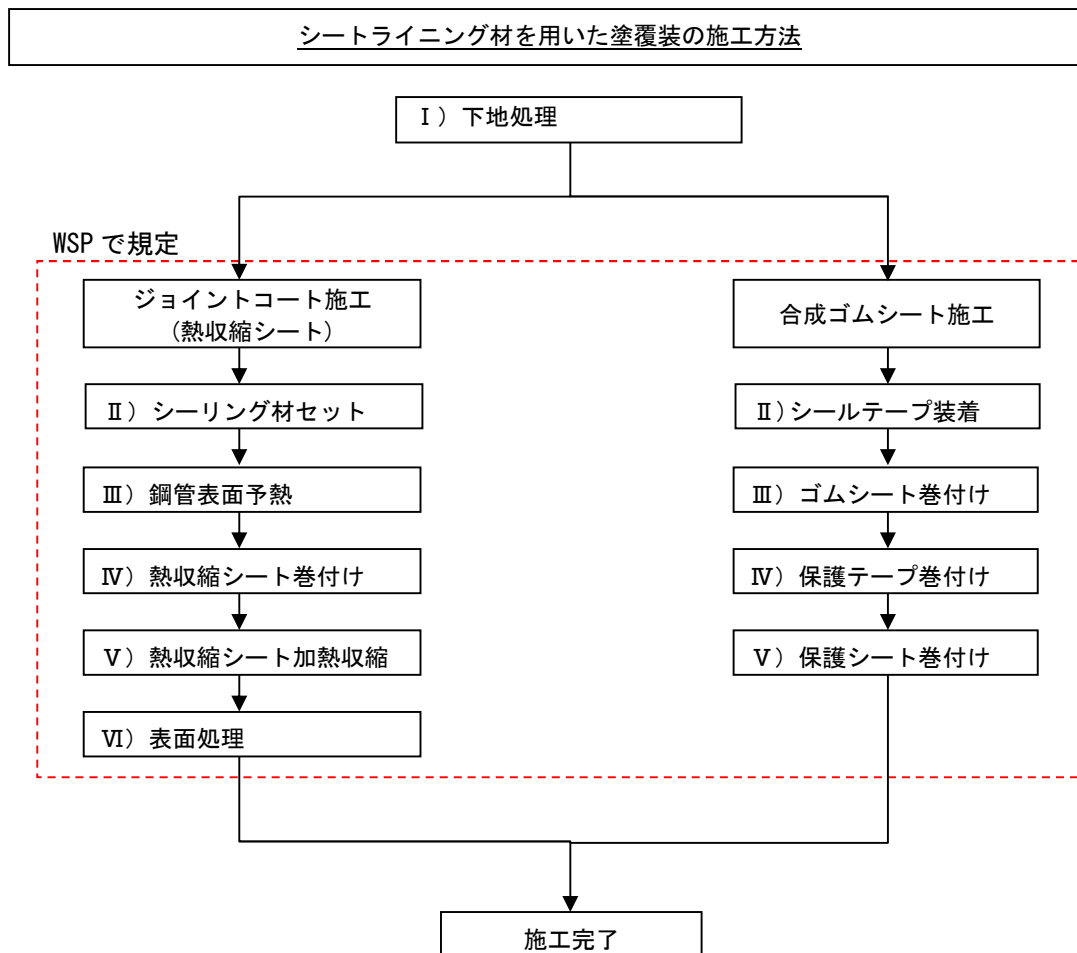 シートライニング材を用いた塗覆装の施工方法
Ⅰ）下地処理
WSPで規定
ジョイントコート施工
（熱収縮シート）
Ⅱ）シーリング材セット
Ⅲ）鋼管表面予熱
Ⅳ）熱収縮シート巻付け
Ⅴ）熱収縮シート加熱収縮
Ⅵ）表面処理
合成ゴムシート施工
Ⅱ）シールテープ装着
Ⅲ）ゴムシート巻付け
Ⅳ）保護テープ巻付け
Ⅴ）保護シート巻付け
施工完了